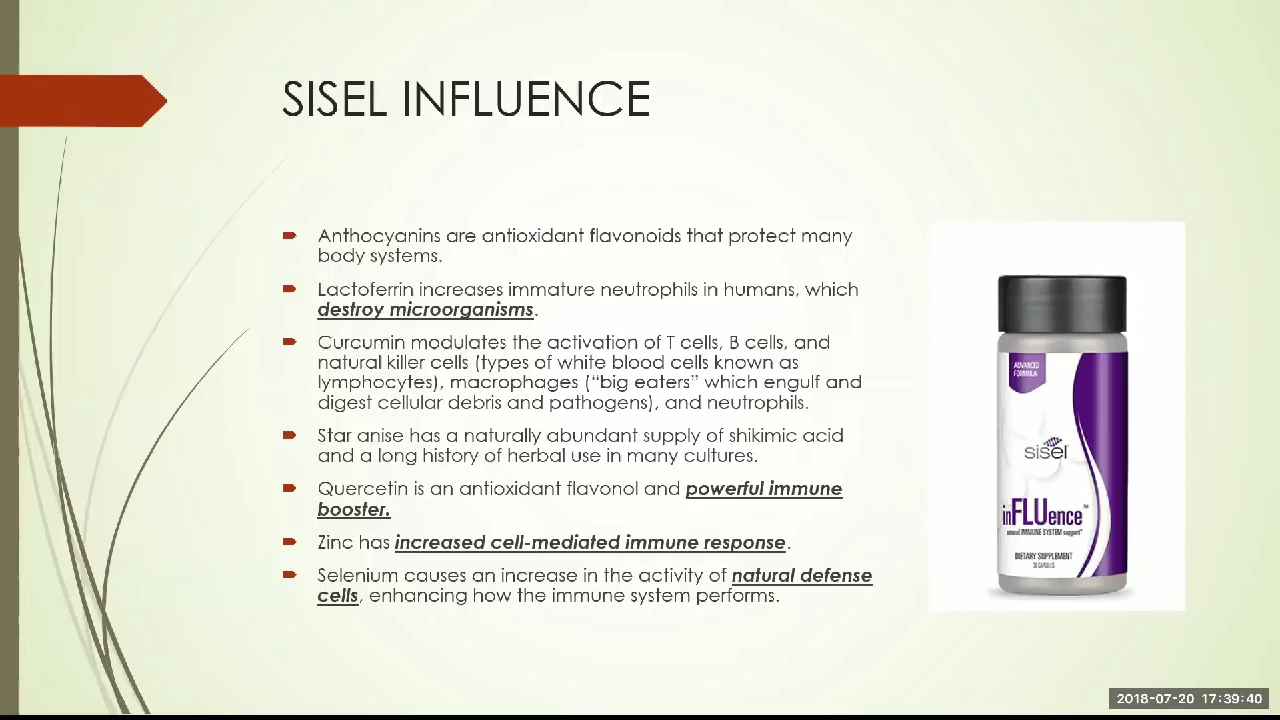 SISEL INFLUENCE
Anthocyanins are antioxidant flavonoids that protect many
body systems.
Lactoferrin increases immature neutrophils in humans, which
destroy microorganisms.
Curcumin modulates the activation of T cells, B cells, and
natural killer cells (types of white blood cells known as
lymphocytes), macrophages (“big eaters” which engulf and
digest cellular debris and pathogens), and neutrophils.
Star anise has a naturally abundant supply of shikimic acid
and a long history of herbal use in many cultures.
Quercetin is an antioxidant flavonol and powerful immune
booster.
Zinc has increased cell-mediated immune response.
Selenium causes an increase in the activity of natural defense
cells, enhancing how the immune system performs.
ADVANCED
FORMULA
sisel
inFLUence™
IMMUNE SYSTEM support
DIETARY SUPPLEMENT
CAPSULES
2018-07-20 17:39:40